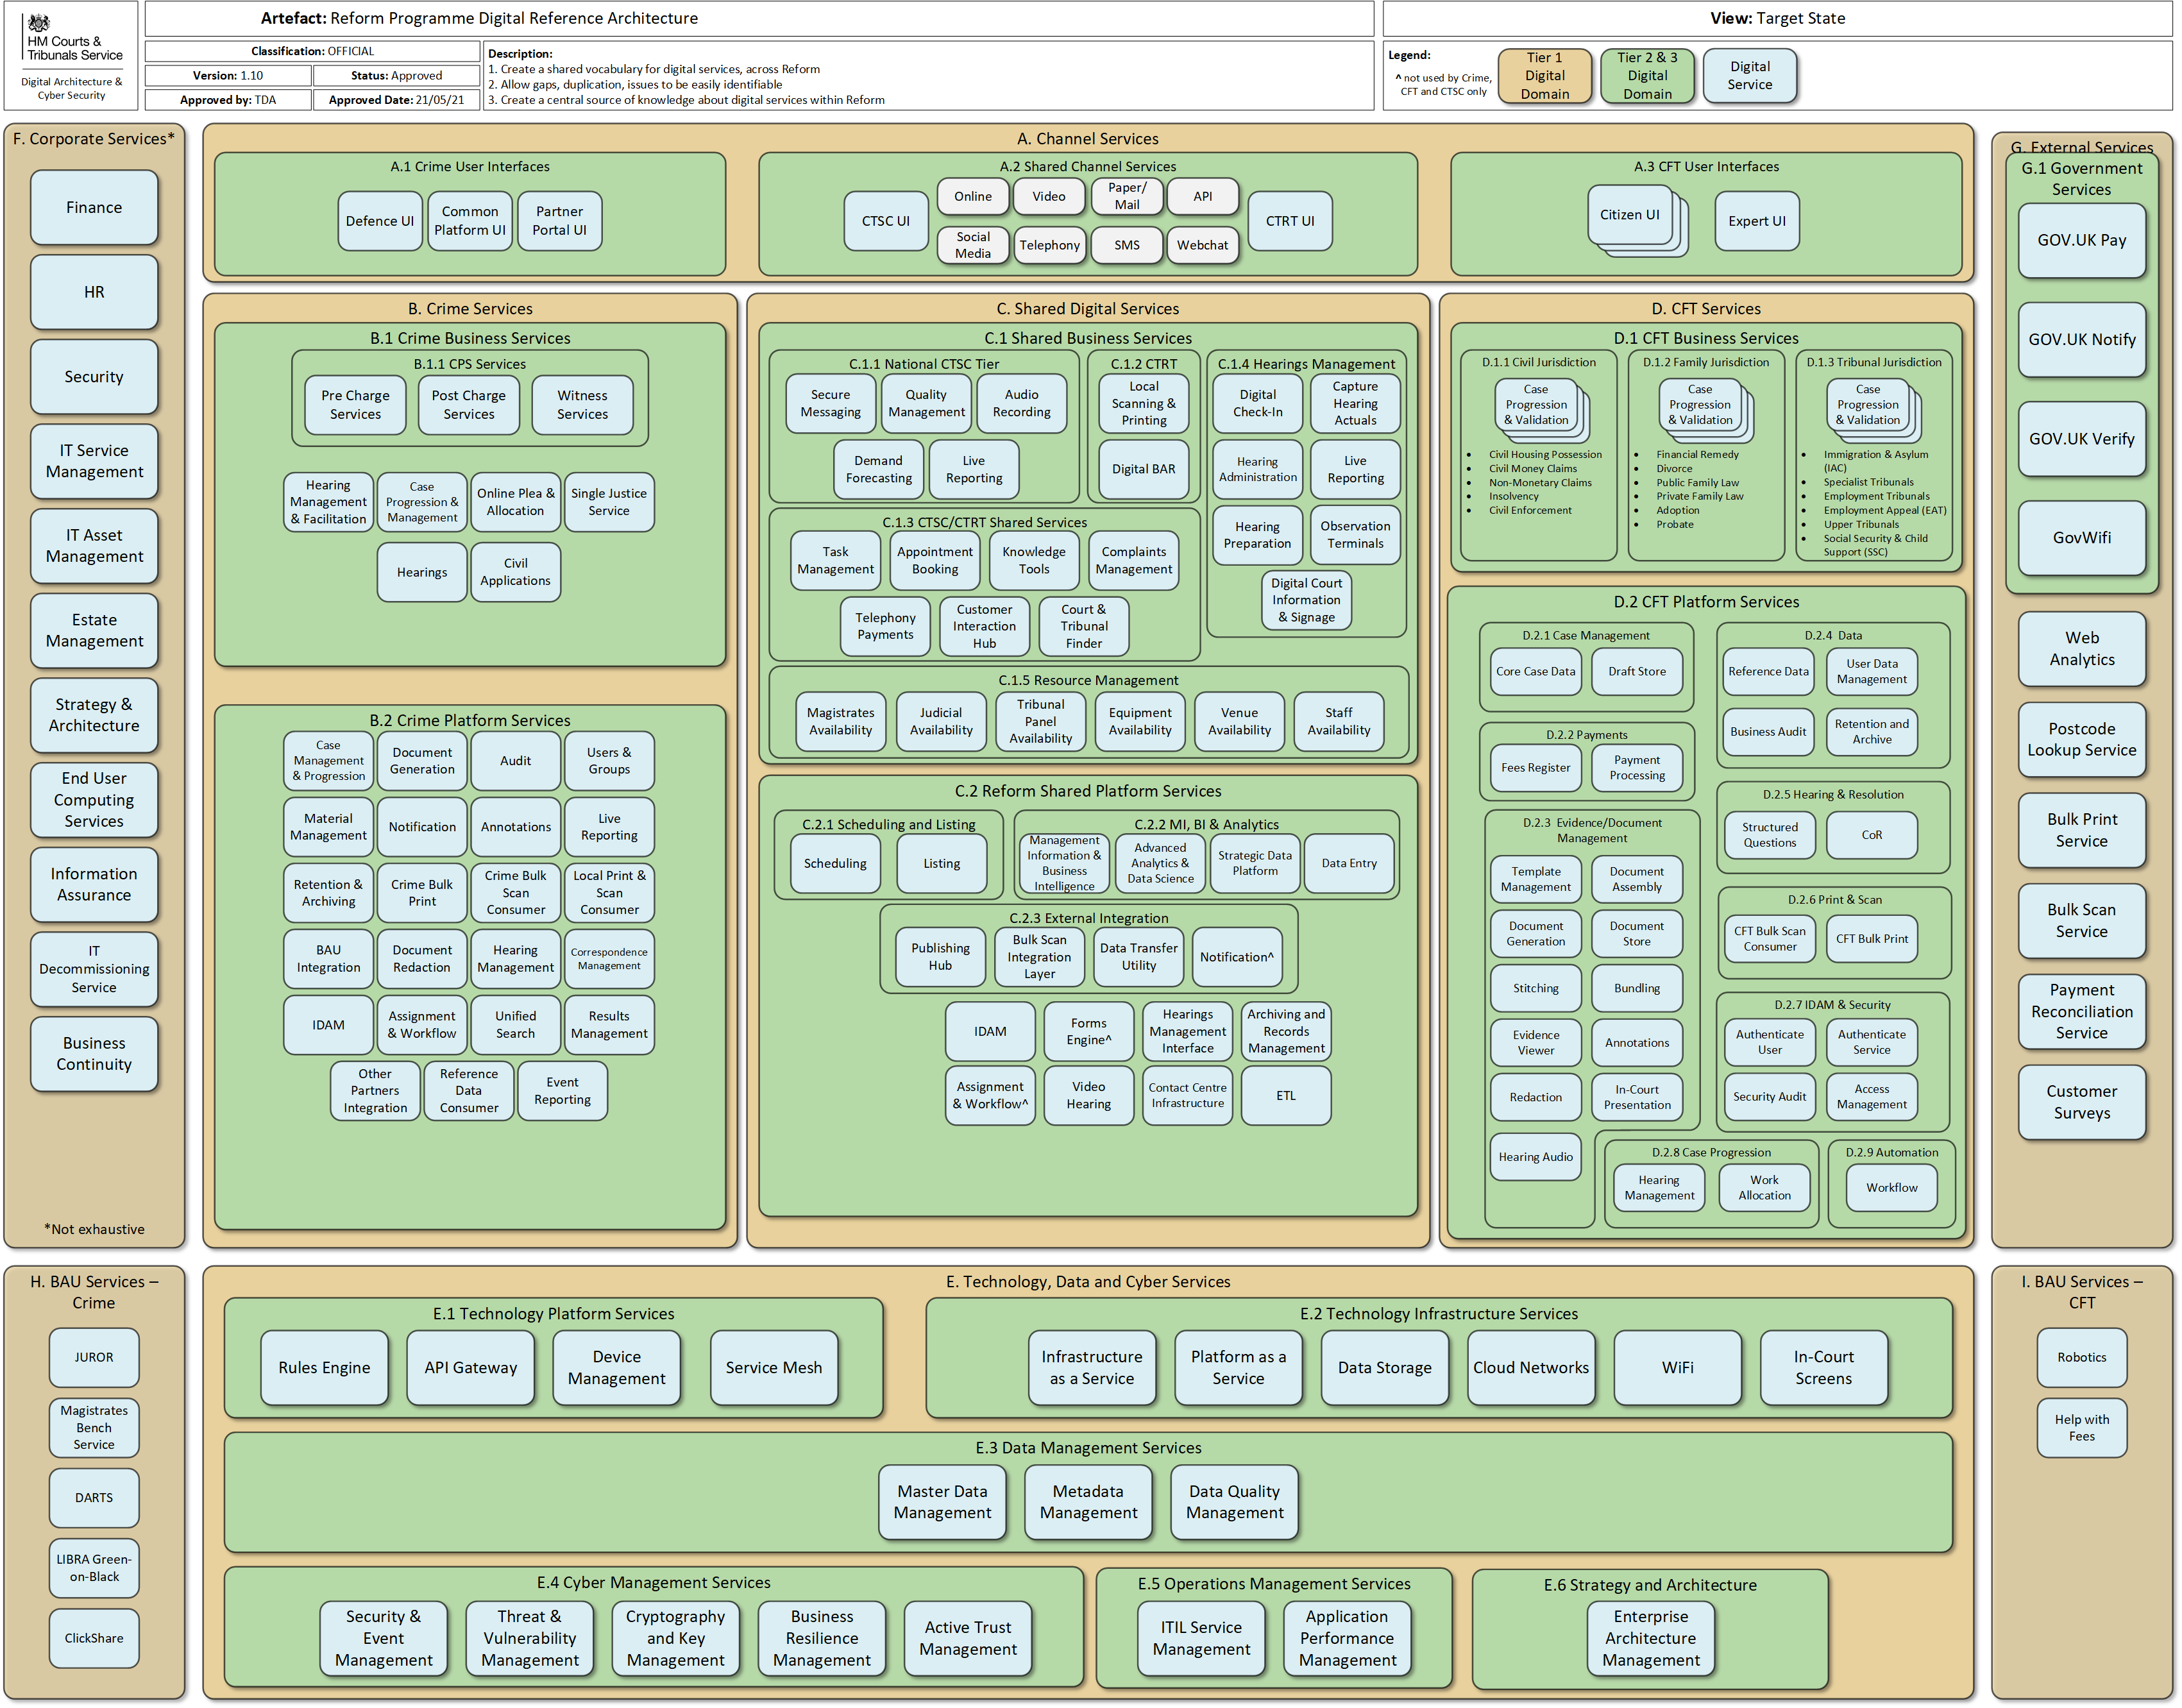 HM Courts &
Tribunals Service
Digital Architecture &
Cyber Security
Artefact: Reform Programme Digital Reference Architecture
Classification: OFFICIAL
Version: 1.10
Status: Approved
Approved by: TDA
Approved Date: 21/05/21
Description:
1. Create a shared vocabulary for digital services, across Reform
2. Allow gaps, duplication, issues to be easily identifiable
3. Create a central source of knowledge about digital services within Reform
View: Target State
Legend:
^ not used by Crime,
CFT and CTSC only
Tier 1
Digital
Domain
Tier 2 & 3
Digital
Domain
Digital
Service
F. Corporate Services*
Finance
HR
Security
IT Service
Management
IT Asset
Management
Estate
Management
Strategy &
Architecture
End User
Computing
Services
Information
Assurance
IT
Decommissioning
Service
Business
Continuity
*Not exhaustive
A. Channel Services
A.1 Crime User Interfaces
Defence UI
Common
Platform UI
Partner
Portal UI
A.2 Shared Channel Services
CTSC UI
Online
Video
Paper/
Mail
API
Social
Media
Telephony
SMS
Webchat
CTRT UI
A.3 CFT User Interfaces
Citizen UI
Expert UI
B. Crime Services
B.1 Crime Business Services
B.1.1 CPS Services
Pre Charge
Services
Post Charge
Services
Witness
Services
Hearing
Management
& Facilitation
Case
Progression &
Management
Online Plea &
Allocation
Single Justice
Service
Hearings
Civil
Applications
B.2 Crime Platform Services
Case
Management
& Progression
Document
Generation
Audit
Users &
Groups
Material
Management
Notification
Annotations
Live
Reporting
Retention &
Archiving
Crime Bulk
Print
Crime Bulk
Scan
Consumer
Local Print &
Scan
Consumer
BAU
Integration
Document
Redaction
Hearing
Management
Correspondence
Management
IDAM
Assignment
& Workflow
Unified
Search
Results
Management
Other
Partners
Integration
Reference
Data
Consumer
Event
Reporting
C. Shared Digital Services
C.1 Shared Business Services
C.1.1 National CTSC Tier
Secure
Messaging
Quality
Management
Audio
Recording
Demand
Forecasting
Live
Reporting
C.1.2 CTRT
Local
Scanning &
Printing
Digital BAR
C.1.4 Hearings Management
Digital
Check-In
Capture
Hearing
Actuals
Hearing
Administration
Live
Reporting
Hearing
Preparation
Observation
Terminals
Digital Court
Information
& Signage
C.1.3 CTSC/CTRT Shared Services
Task
Management
Appointment
Booking
Knowledge
Tools
Complaints
Management
Telephony
Payments
Customer
Interaction
Hub
Court &
Tribunal
Finder
C.1.5 Resource Management
Magistrates
Availability
Judicial
Availability
Tribunal
Panel
Availability
Equipment
Availability
Venue
Availability
Staff
Availability
C.2 Reform Shared Platform Services
C.2.1 Scheduling and Listing
Scheduling
Listing
C.2.2 MI, BI & Analytics
Management
Information &
Business
Intelligence
Advanced
Analytics &
Data Science
Strategic Data
Platform
Data Entry
C.2.3 External Integration
Publishing
Hub
Bulk Scan
Integration
Layer
Data Transfer
Utility
Notification^
IDAM
Forms
Engine^
Hearings
Management
Interface
Archiving and
Records
Management
Assignment
& Workflow^
Video
Hearing
Contact Centre
Infrastructure
ETL
D. CFT Services
D.1 CFT Business Services
D.1.1 Civil Jurisdiction
Case
Progression
& Validation
• Civil Housing Possession
• Civil Money Claims
• Non-Monetary Claims
• Insolvency
• Civil Enforcement
D.1.2 Family Jurisdiction
Case
Progression
& Validation
• Financial Remedy
• Divorce
• Public Family Law
• Private Family Law
• Adoption
• Probate
D.1.3 Tribunal Jurisdiction
Case
Progression
& Validation
• Immigration & Asylum
(IAC)
• Specialist Tribunals
• Employment Tribunals
• Employment Appeal (EAT)
• Upper Tribunals
• Social Security & Child
Support (SSC)
D.2 CFT Platform Services
D.2.1 Case Management
Core Case Data
Draft Store
D.2.2 Payments
Fees Register
Payment
Processing
D.2.3 Evidence/Document
Management
Template
Management
Document
Assembly
Document
Generation
Document
Store
Stitching
Bundling
Evidence
Viewer
Annotations
Redaction
In-Court
Presentation
Hearing Audio
D.2.4 Data
Reference Data
User Data
Management
Business Audit
Retention and
Archive
D.2.5 Hearing & Resolution
Structured
Questions
CoR
D.2.6 Print & Scan
CFT Bulk Scan
Consumer
CFT Bulk Print
D.2.7 IDAM & Security
Authenticate
User
Authenticate
Service
Security Audit
Access
Management
D.2.8 Case Progression
Hearing
Management
Work
Allocation
D.2.9 Automation
Workflow
G. External Services
G.1 Government
Services
GOV.UK Pay
GOV.UK Notify
GOV.UK Verify
GovWifi
Web
Analytics
Postcode
Lookup Service
Bulk Print
Service
Bulk Scan
Service
Payment
Reconciliation
Service
Customer
Surveys
H. BAU Services –
Crime
JUROR
Magistrates
Bench
Service
DARTS
LIBRA Green-
on-Black
ClickShare
E. Technology, Data and Cyber Services
E.1 Technology Platform Services
Rules Engine
API Gateway
Device
Management
Service Mesh
E.2 Technology Infrastructure Services
Infrastructure
as a Service
Platform as a
Service
Data Storage
Cloud Networks
WiFi
In-Court
Screens
E.3 Data Management Services
Master Data
Management
Metadata
Management
Data Quality
Management
E.4 Cyber Management Services
Security &
Event
Management
Threat &
Vulnerability
Management
Cryptography
and Key
Management
Business
Resilience
Management
Active Trust
Management
E.5 Operations Management Services
ITIL Service
Management
Application
Performance
Management
E.6 Strategy and Architecture
Enterprise
Architecture
Management
I. BAU Services –
CFT
Robotics
Help with
Fees